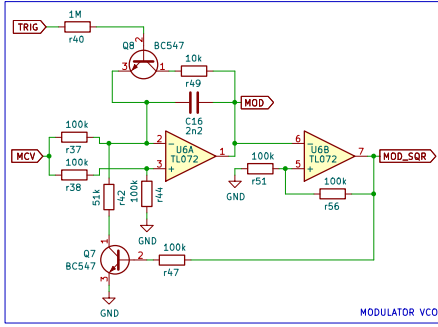 TRIG
1M
r40
Q8
BC547
2
3
1
10k
r49
C16
2n2
MOD
MCV
100k
r37
100k
r38
2
3
1
U6A
TL072
-
+
51k
r42
100k
r44
GND
6
5
7
U6B
TL072
-
+
MOD_SQR
100k
r51
GND
100k
r56
Q7
BC547
1
2
3
100k
r47
GND
MODULATOR VCO